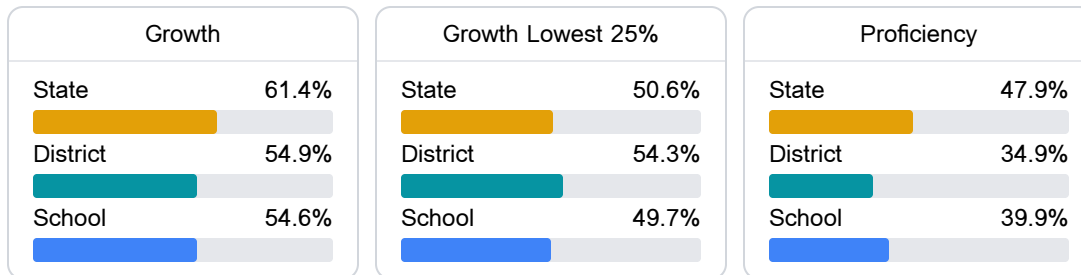 Growth
State 61.4%
District 54.9%
School 54.6%
Growth Lowest 25%
State 50.6%
District 54.3%
School 49.7%
Proficiency
State 47.9%
District 34.9%
School 39.9%